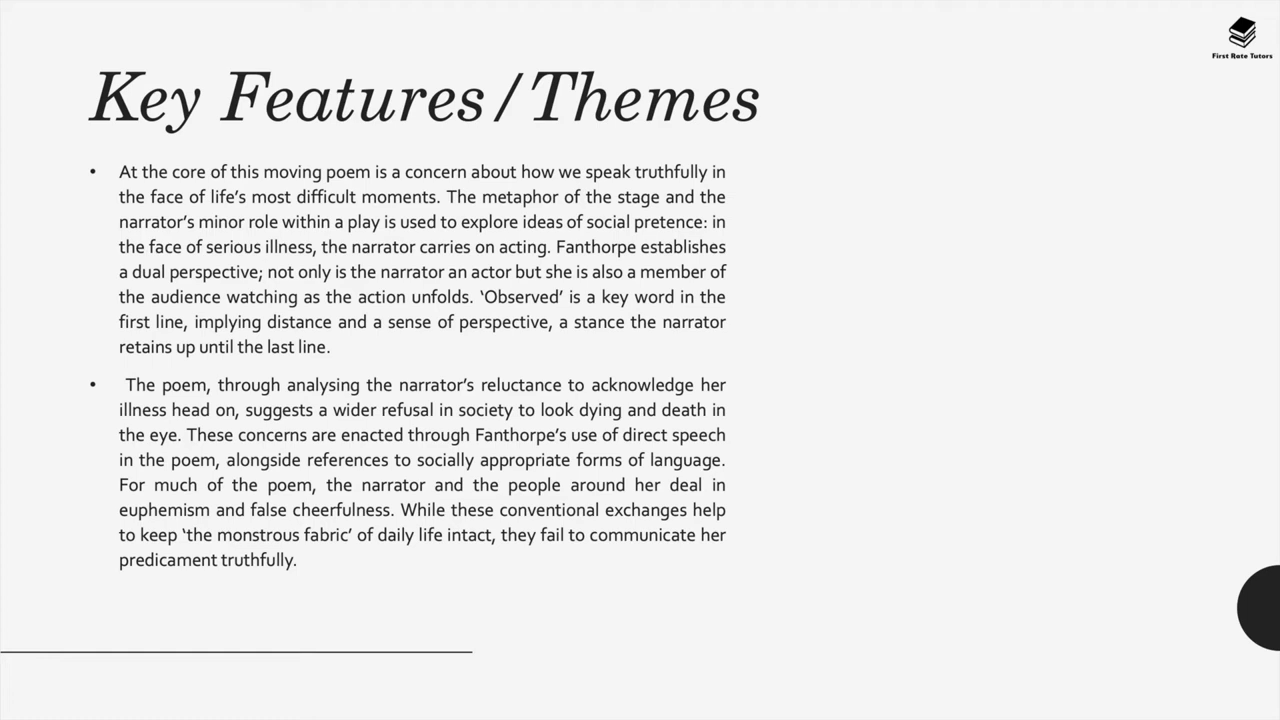 First Rate Tutors
Key Features/Themes
• At the core of this moving poem is a concern about how we speak truthfully in
the face of life’s most difficult moments. The metaphor of the stage and the
narrator’s minor role within a play is used to explore ideas of social pretence: in
the face of serious illness, the narrator carries on acting. Fanthorpe establishes
a dual perspective; not only is the narrator an actor but she is also a member of
the audience watching as the action unfolds. ‘Observed’ is a key word in the
first line, implying distance and a sense of perspective, a stance the narrator
retains up until the last line.
• The poem, through analysing the narrator’s reluctance to acknowledge her
illness head on, suggests a wider refusal in society to look dying and death in
the eye. These concerns are enacted through Fanthorpe’s use of direct speech
in the poem, alongside references to socially appropriate forms of language.
For much of the poem, the narrator and the people around her deal in
euphemism and false cheerfulness. While these conventional exchanges help
to keep ‘the monstrous fabric’ of daily life intact, they fail to communicate her
predicament truthfully.